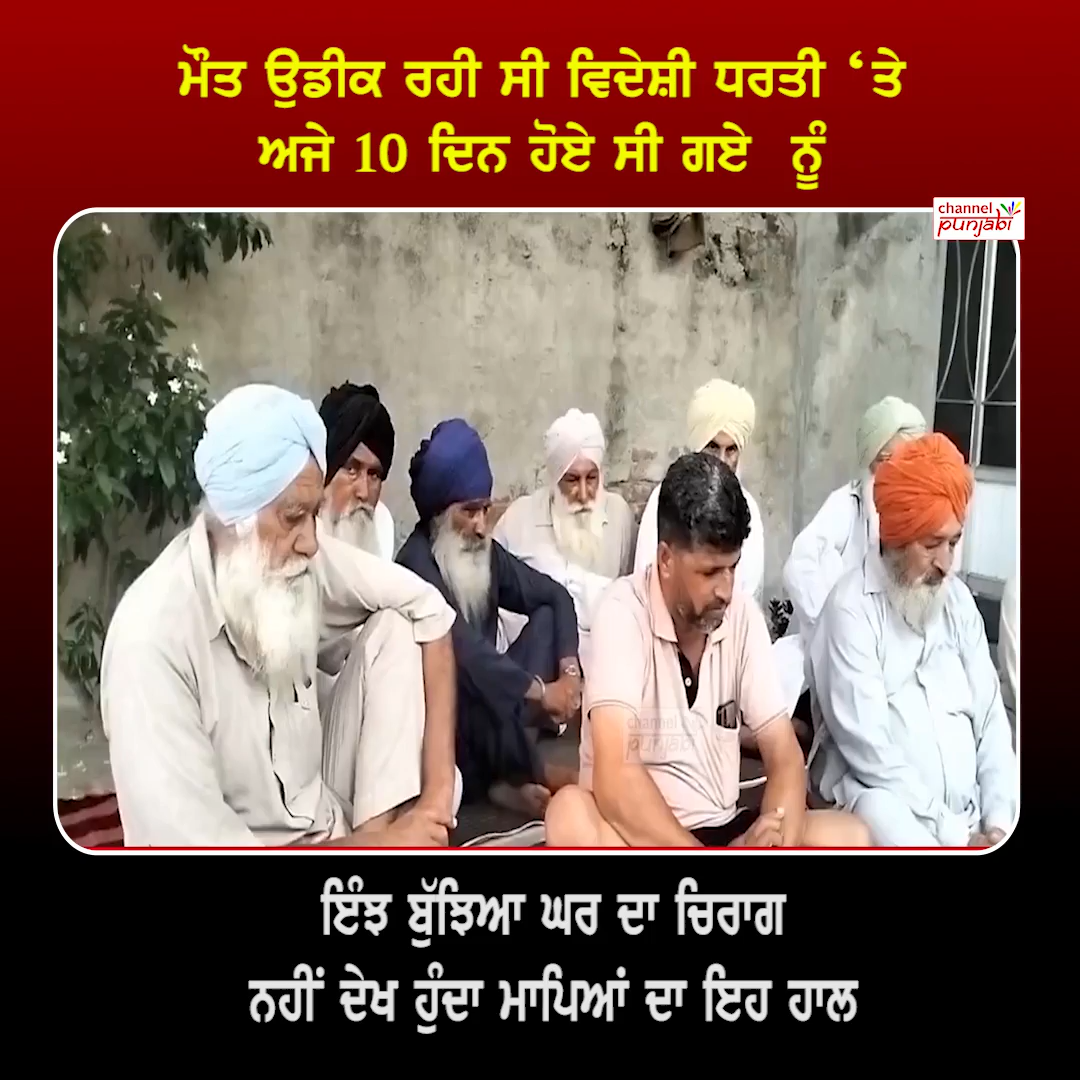 ਮੌਤ ਉਡੀਕ ਰਹੀ ਸੀ ਵਿਦੇਸ਼ੀ ਧਰਤੀ ‘ਤੇ
ਅਜੇ 10 ਦਿਨ ਹੋਏ ਸੀ ਗਏ ਨੂੰ
channel
punjabi
channel
punjabi
ਇੰਝ ਬੁੱਝਿਆ ਘਰ ਦਾ ਚਿਰਾਗ
ਨਹੀਂ ਦੇਖ ਹੁੰਦਾ ਮਾਪਿਆਂ ਦਾ ਇਹ ਹਾਲ